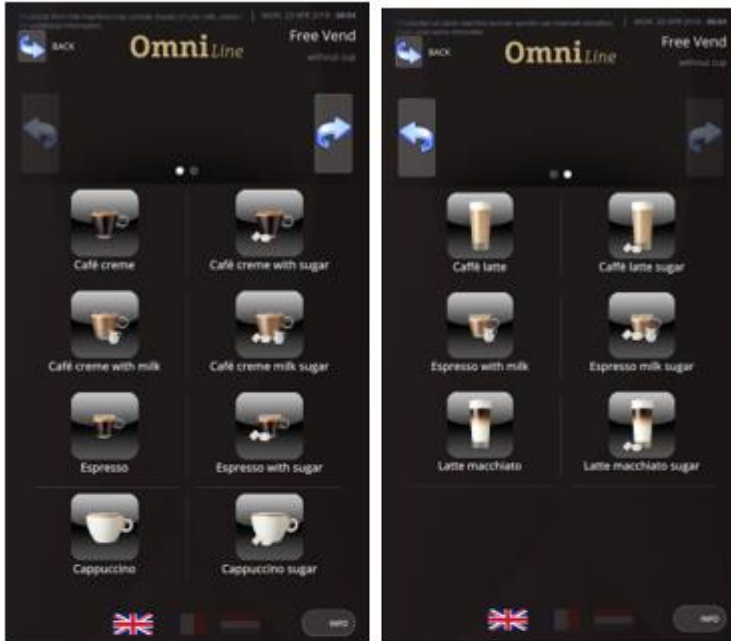 BACK
Omni Line
Free Vend
without cup
Café creme
Café creme with sugar
Café creme with milk
Café creme milk sugar
Espresso
Espresso with sugar
Cappuccino
Cappuccino sugar
INFO
BACK
Omni Line
Free Vend
without cup
Caffè latte
Caffè latte sugar
Espresso with milk
Espresso milk sugar
Latte macchiato
Latte macchiato sugar
INFO